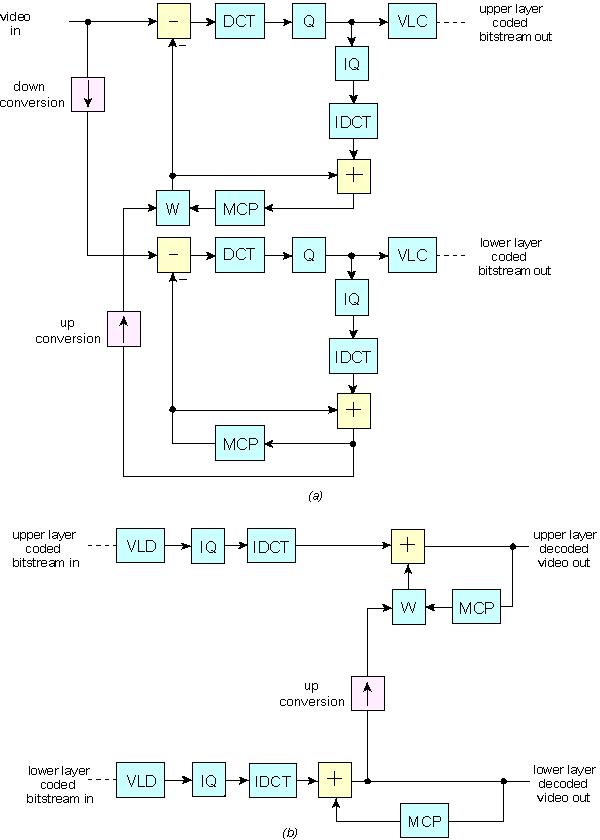 video
in
−
DCT
Q
VLC
upper layer
coded
bitstream out
−
IQ
down
conversion
IDCT
+
W
MCP
−
DCT
Q
VLC
lower layer
coded
bitstream out
−
IQ
up
conversion
IDCT
+
MCP
(a)
upper layer
coded
bitstream in
VLD
IQ
IDCT
+
upper layer
decoded
video out
W
MCP
up
conversion
lower layer
coded
bitstream in
VLD
IQ
IDCT
+
lower layer
decoded
video out
MCP
(b)